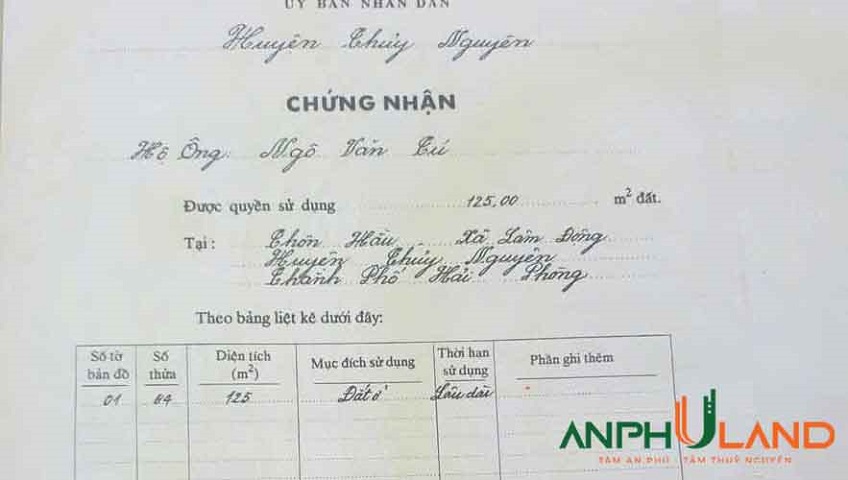 ỦY BAN NHÂN DÂN
Huyện Thủy Nguyên
CHỨNG NHẬN
Hộ Ông: Ngô Văn Tú
Được quyền sử dụng 125,00 m² đất.
Tại: Thôn Hầu Xã Lâm Động
Huyện Thủy Nguyên
Thành Phố Hải Phòng
Theo bảng liệt kê dưới đây:
Số tờ bản đồ Số thửa Diện tích (m²) Mục đích sử dụng Thời hạn sử dụng Phần ghi thêm
01 64 125 Đất ở Lâu dài
ANPHULAND
TÂM AN PHÚ - TÂM THUỶ NGUYÊN